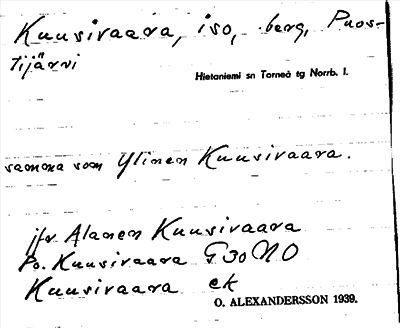 Kuusivaara, iso, berg, Puos-
tijärvi
Hietaniemi sn Torneå tg Norrb. l.
samma som Ylinen Kuusivaara.
jfr Alanen Kuusivaara
Po. Kuusivaara G 30 NO
Kuusivaara ek
O. ALEXANDERSSON 1939.